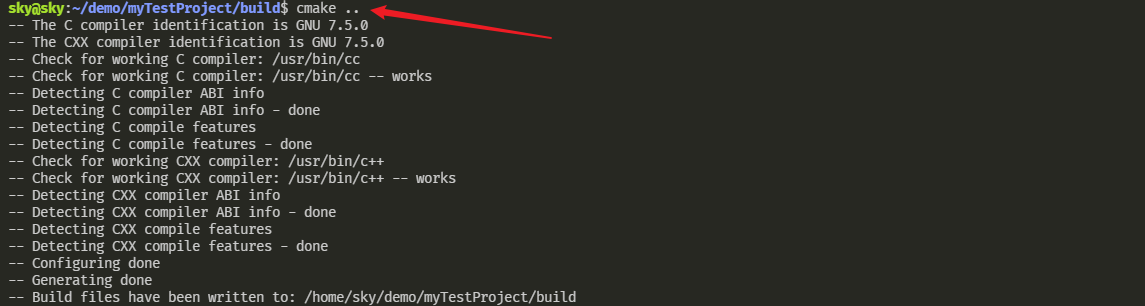 sky@sky:~/demo/myTestProject/build$ cmake ..
-- The C compiler identification is GNU 7.5.0
-- The CXX compiler identification is GNU 7.5.0
-- Check for working C compiler: /usr/bin/cc
-- Check for working C compiler: /usr/bin/cc -- works
-- Detecting C compiler ABI info
-- Detecting C compiler ABI info - done
-- Detecting C compile features
-- Detecting C compile features - done
-- Check for working CXX compiler: /usr/bin/c++
-- Check for working CXX compiler: /usr/bin/c++ -- works
-- Detecting CXX compiler ABI info
-- Detecting CXX compiler ABI info - done
-- Detecting CXX compile features
-- Detecting CXX compile features - done
-- Configuring done
-- Generating done
-- Build files have been written to: /home/sky/demo/myTestProject/build